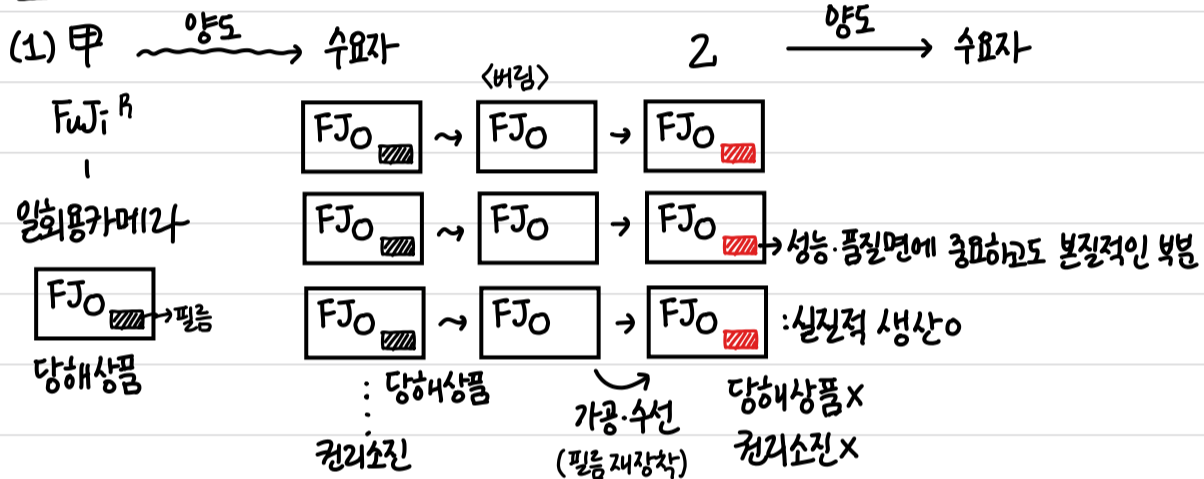 (1) 甲 양도 수요자 2 양도 수요자
<버림>
FuJi R
FJO FJO FJO
일회용카메라
FJO FJO FJO →성능·품질면에 중요하고도 본질적인 부분
FJO →필름
FJO FJO FJO :실질적 생산O
당해상품
: 당해상품
가공·수선
(필름 재장착)
당해상품X
권리소진
권리소진X